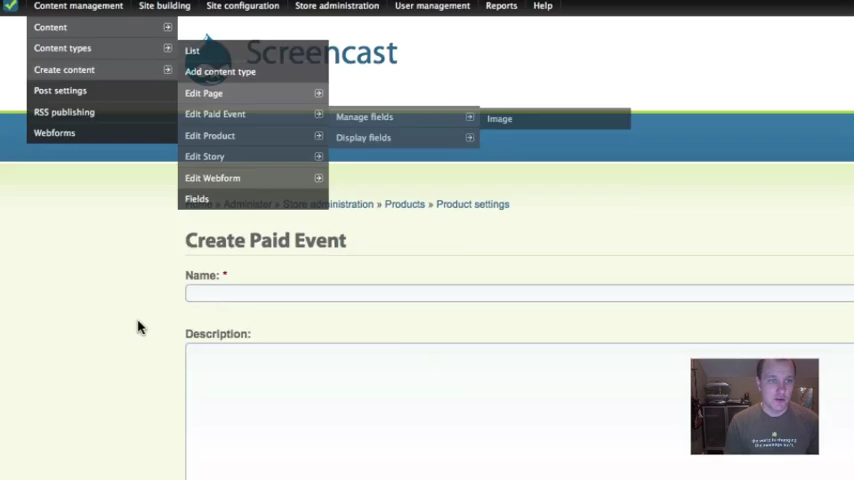 Content management Site building Site configuration Store administration User management Reports Help
Content
Content types
Create content
Post settings
RSS publishing
Webforms
List
Add content type
Edit Page
Edit Paid Event
Edit Product
Edit Story
Edit Webform
Fields
Manage fields
Display fields
Image
Screencast
» Administer » Store administration » Products » Product settings
Create Paid Event
Name: *
Description: